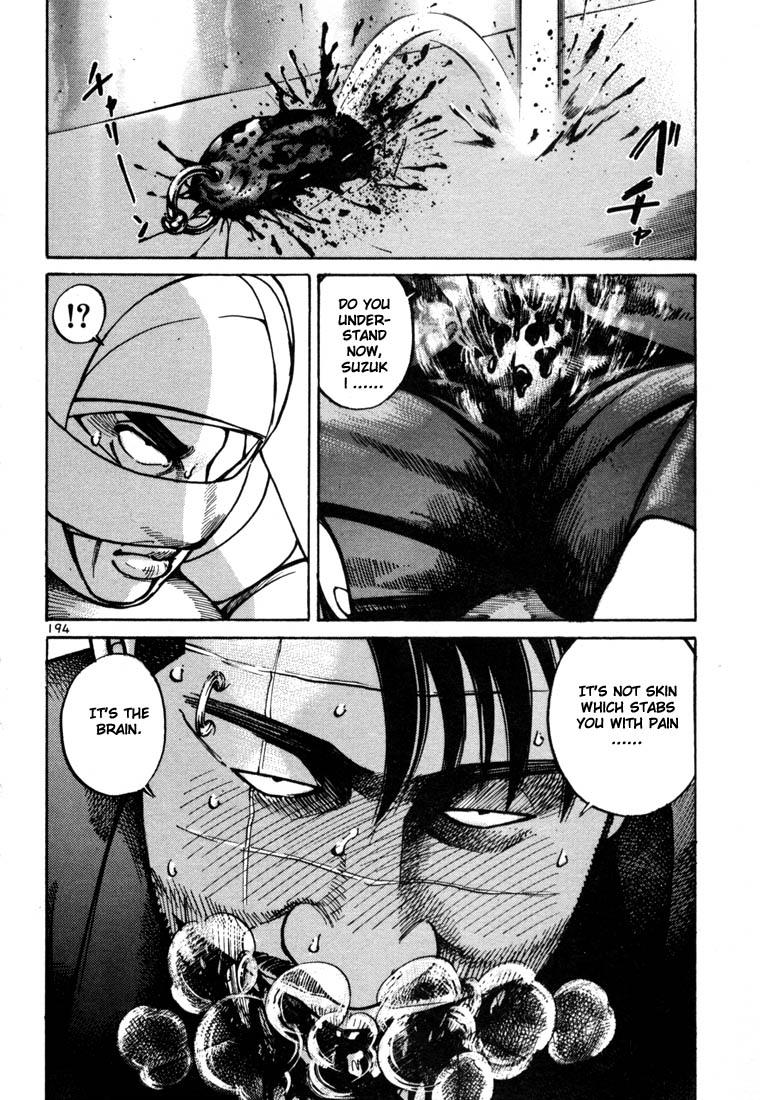 チャリーン
ベチャ
DO YOU
UNDER-
STAND
NOW,
SUZUK
I ......
!?
194
IT'S NOT SKIN
WHICH STABS
YOU WITH PAIN
......
IT'S THE
BRAIN.